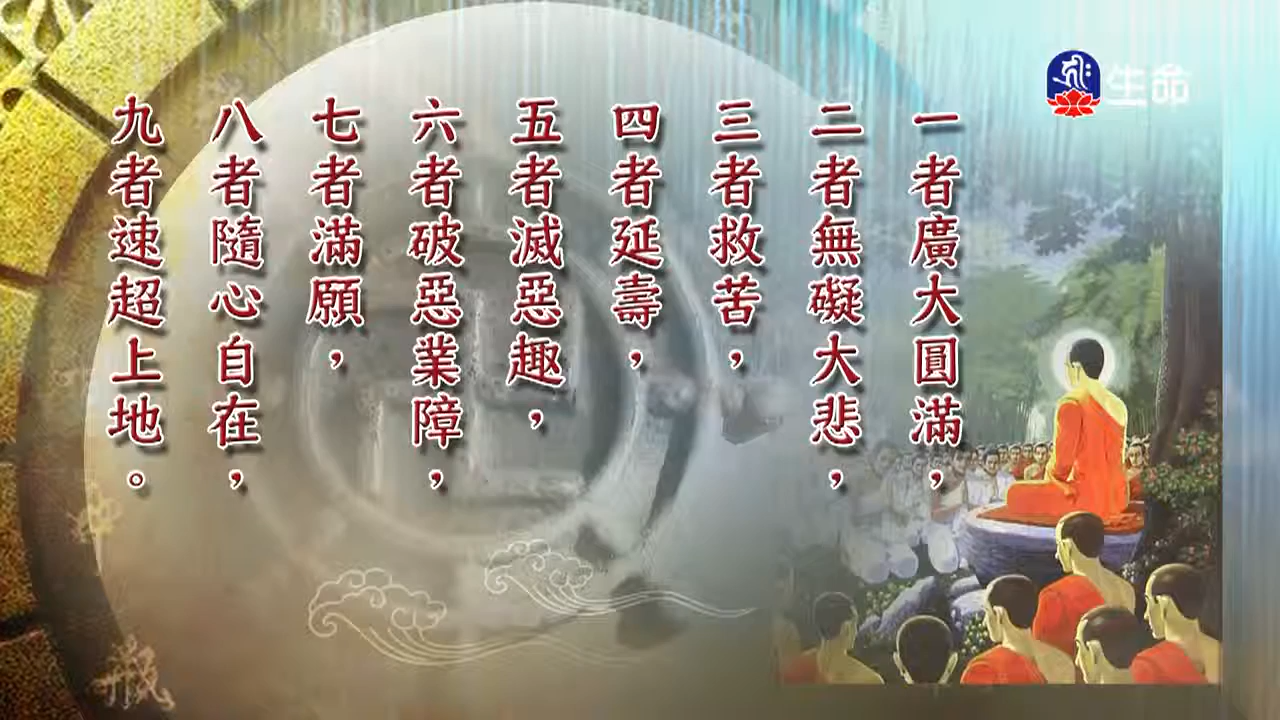 一者廣大圓滿，
二者無礙大悲，
三者救苦，
四者延壽，
五者滅惡趣，
六者破惡業障，
七者滿願，
八者隨心自在，
九者速超上地。
生命
戒